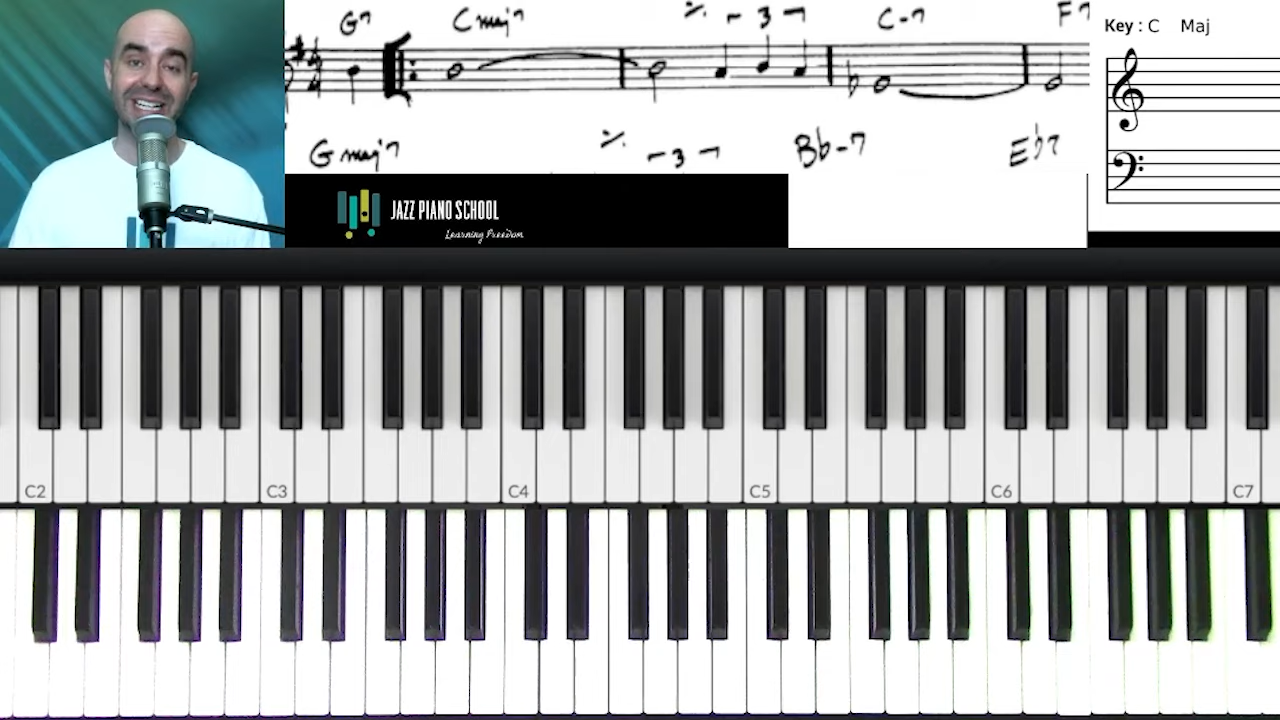 G7 Cmaj7 ٪ 3 C-7 F7
Key : C Maj
Gmaj7 ٪ 3 Bb-7 Eb7
JAZZ PIANO SCHOOL
Learning Freedom
C2 C3 C4 C5 C6 C7